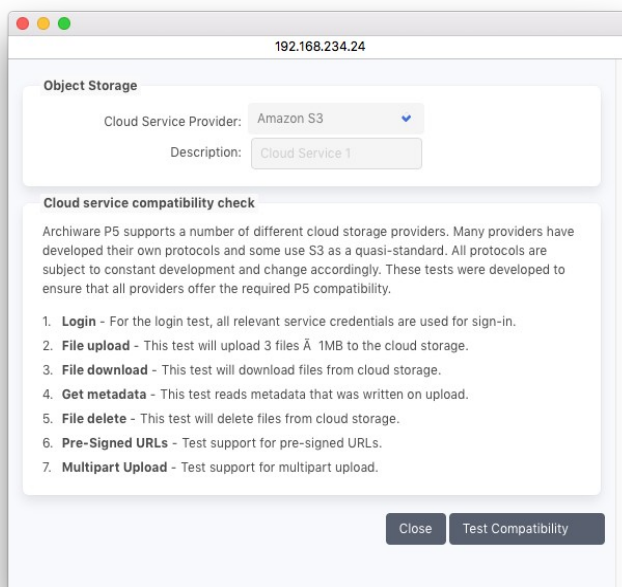 192.168.234.24
Object Storage
Cloud Service Provider: Amazon S3
Description: Cloud Service 1
Cloud service compatibility check
Archiware P5 supports a number of different cloud storage providers. Many providers have
developed their own protocols and some use S3 as a quasi-standard. All protocols are
subject to constant development and change accordingly. These tests were developed to
ensure that all providers offer the required P5 compatibility.
1. Login - For the login test, all relevant service credentials are used for sign-in.
2. File upload - This test will upload 3 files Ã 1MB to the cloud storage.
3. File download - This test will download files from cloud storage.
4. Get metadata - This test reads metadata that was written on upload.
5. File delete - This test will delete files from cloud storage.
6. Pre-Signed URLs - Test support for pre-signed URLs.
7. Multipart Upload - Test support for multipart upload.
Close Test Compatibility